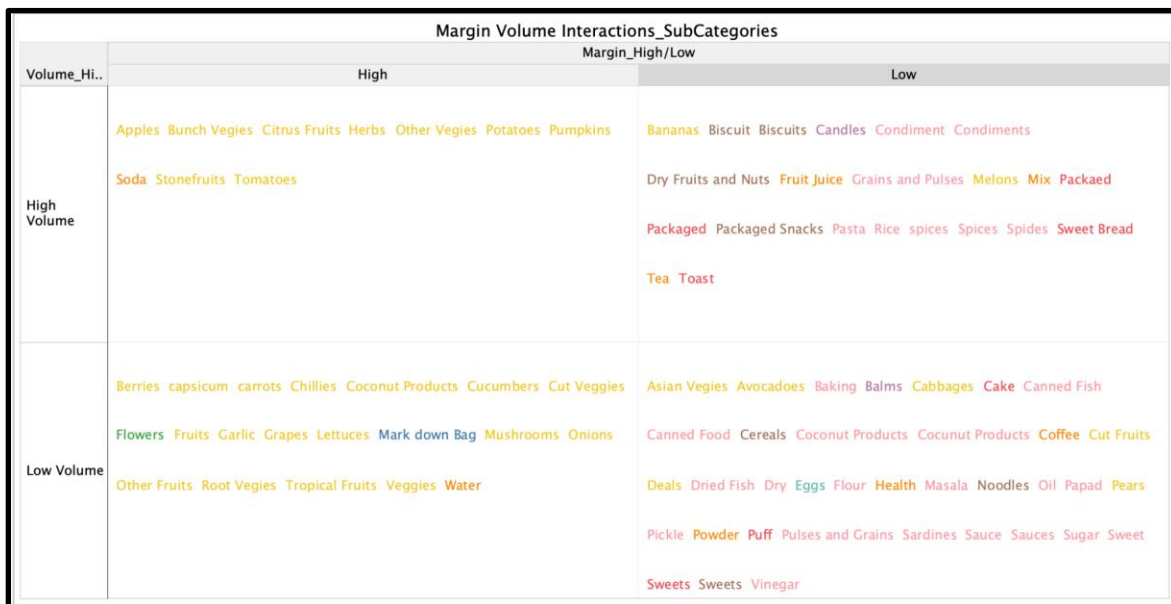 Margin Volume Interactions_SubCategories
Margin_High/Low
Volume_Hi.. High Low
High Volume
Apples Bunch Vegies Citrus Fruits Herbs Other Vegies Potatoes Pumpkins
Soda Stonefruits Tomatoes
Bananas Biscuit Biscuits Candles Condiment Condiments
Dry Fruits and Nuts Fruit Juice Grains and Pulses Melons Mix Packaed
Packaged Packaged Snacks Pasta Rice spices Spices Spides Sweet Bread
Tea Toast
Low Volume
Berries capsicum carrots Chillies Coconut Products Cucumbers Cut Veggies
Flowers Fruits Garlic Grapes Lettuces Mark down Bag Mushrooms Onions
Other Fruits Root Vegies Tropical Fruits Veggies Water
Asian Vegies Avocadoes Baking Balms Cabbages Cake Canned Fish
Canned Food Cereals Coconut Products Cocunut Products Coffee Cut Fruits
Deals Dried Fish Dry Eggs Flour Health Masala Noodles Oil Papad Pears
Pickle Powder Puff Pulses and Grains Sardines Sauce Sauces Sugar Sweet
Sweets Sweets Vinegar